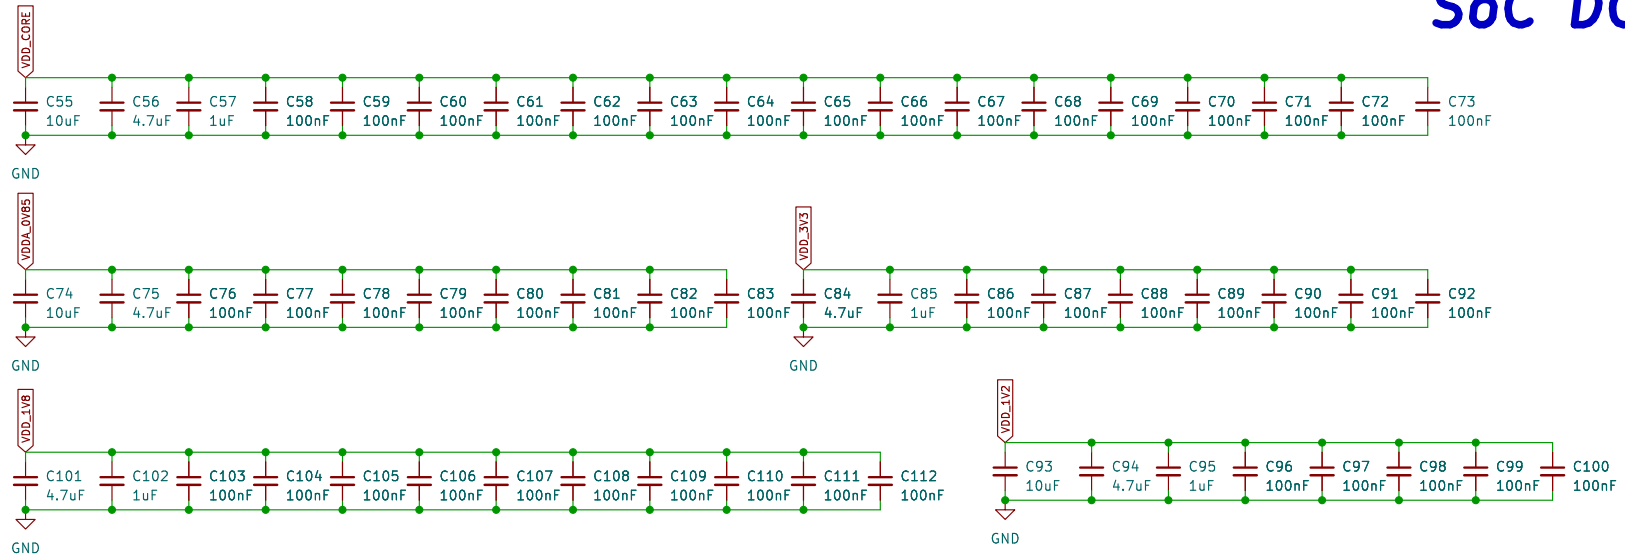 SoC DC
VDD_CORE
C55 C56 C57 C58 C59 C60 C61 C62 C63 C64 C65 C66 C67 C68 C69 C70 C71 C72 C73
10uF 4.7uF 1uF 100nF 100nF 100nF 100nF 100nF 100nF 100nF 100nF 100nF 100nF 100nF 100nF 100nF 100nF 100nF 100nF
GND
VDDA_0V85
VDD_3V3
C74 C75 C76 C77 C78 C79 C80 C81 C82 C83 C84 C85 C86 C87 C88 C89 C90 C91 C92
10uF 4.7uF 100nF 100nF 100nF 100nF 100nF 100nF 100nF 100nF 4.7uF 1uF 100nF 100nF 100nF 100nF 100nF 100nF 100nF
GND GND
VDD_1V8
VDD_1V2
C101 C102 C103 C104 C105 C106 C107 C108 C109 C110 C111 C112
4.7uF 1uF 100nF 100nF 100nF 100nF 100nF 100nF 100nF 100nF 100nF 100nF
GND
C93 C94 C95 C96 C97 C98 C99 C100
10uF 4.7uF 1uF 100nF 100nF 100nF 100nF 100nF
GND